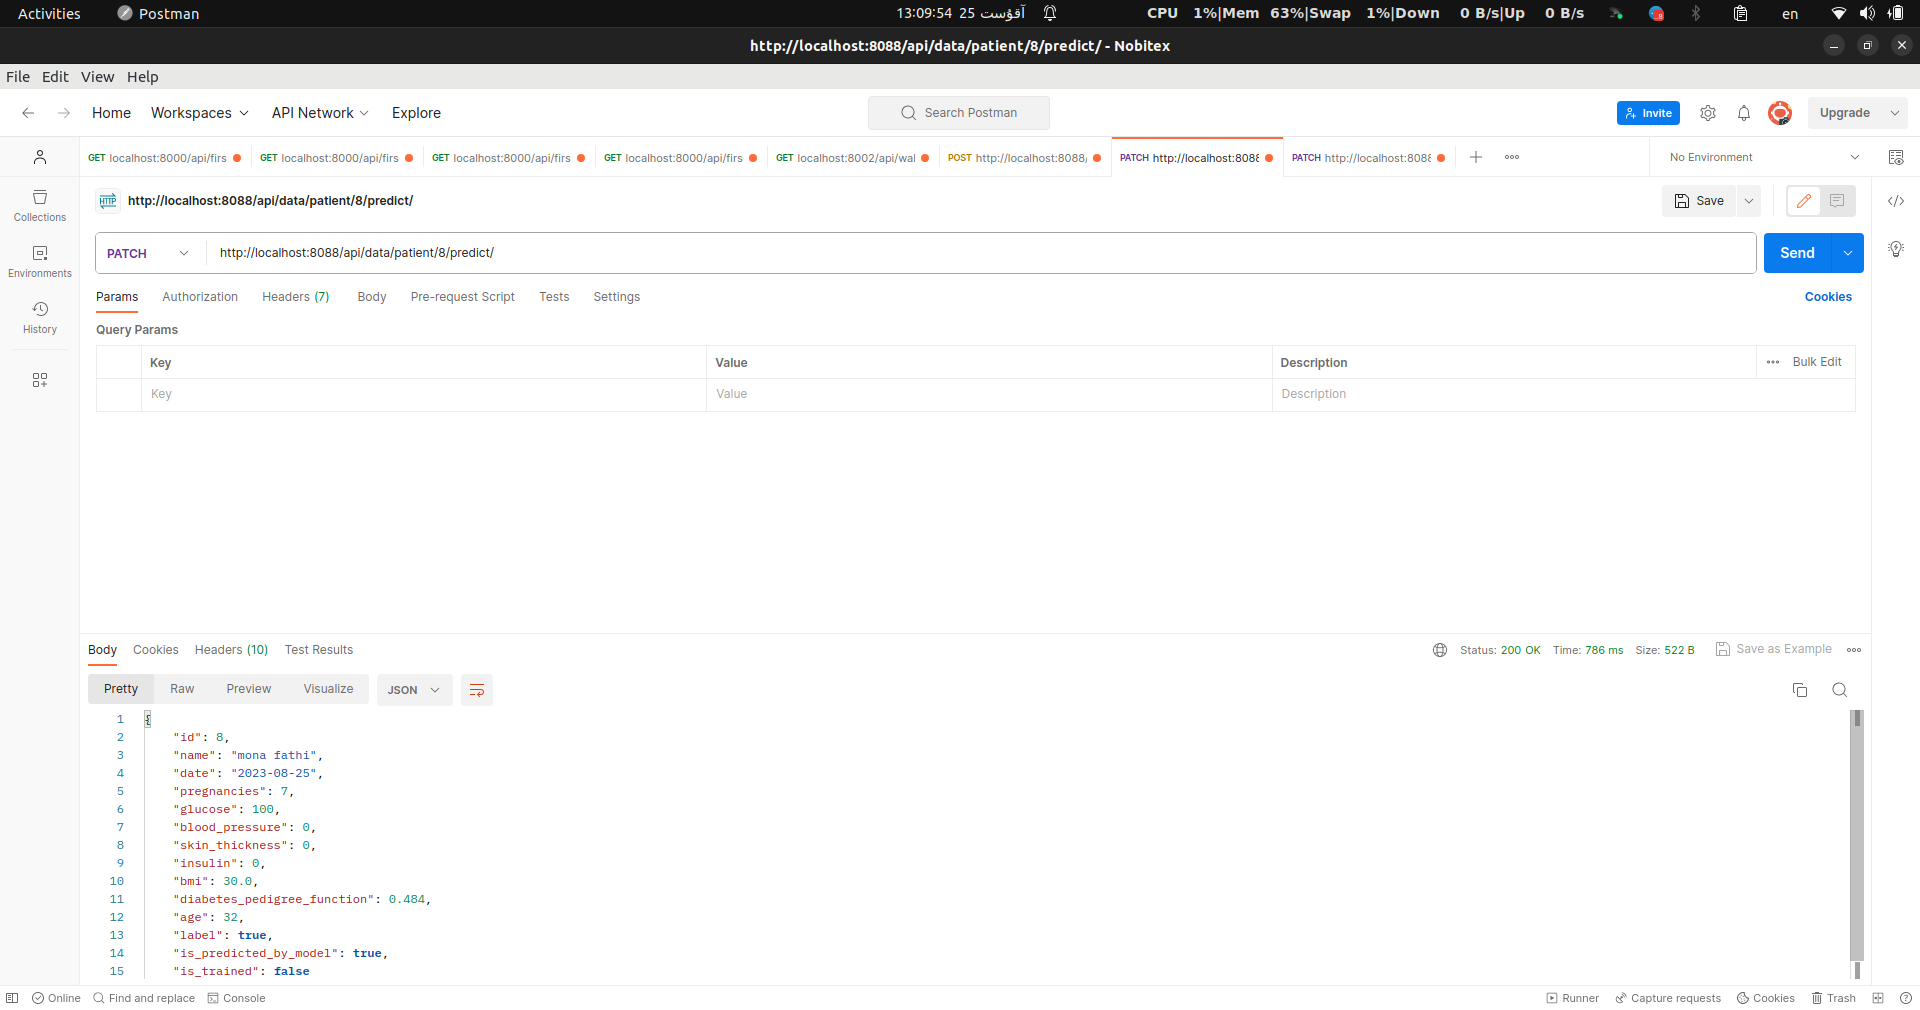 Activities Postman 13:09:54 25 آقۇست CPU 1%|Mem 63%|Swap 1%|Down 0 B/s|Up 0 B/s en
http://localhost:8088/api/data/patient/8/predict/ - Nobitex
File Edit View Help
Home Workspaces API Network Explore Search Postman Invite Upgrade
GET localhost:8000/api/firs GET localhost:8000/api/firs GET localhost:8000/api/firs GET localhost:8000/api/firs GET localhost:8002/api/wal POST http://localhost:8088/ PATCH http://localhost:8088 PATCH http://localhost:8088 No Environment
HTTP http://localhost:8088/api/data/patient/8/predict/ Save
Collections
Environments
History
PATCH http://localhost:8088/api/data/patient/8/predict/ Send
Params Authorization Headers (7) Body Pre-request Script Tests Settings Cookies
Query Params
Key Value Description Bulk Edit
Key Value Description
Body Cookies Headers (10) Test Results Status: 200 OK Time: 786 ms Size: 522 B Save as Example
Pretty Raw Preview Visualize JSON
1 {
2 "id": 8,
3 "name": "mona fathi",
4 "date": "2023-08-25",
5 "pregnancies": 7,
6 "glucose": 100,
7 "blood_pressure": 0,
8 "skin_thickness": 0,
9 "insulin": 0,
10 "bmi": 30.0,
11 "diabetes_pedigree_function": 0.484,
12 "age": 32,
13 "label": true,
14 "is_predicted_by_model": true,
15 "is_trained": false
Online Find and replace Console Runner Capture requests Cookies Trash